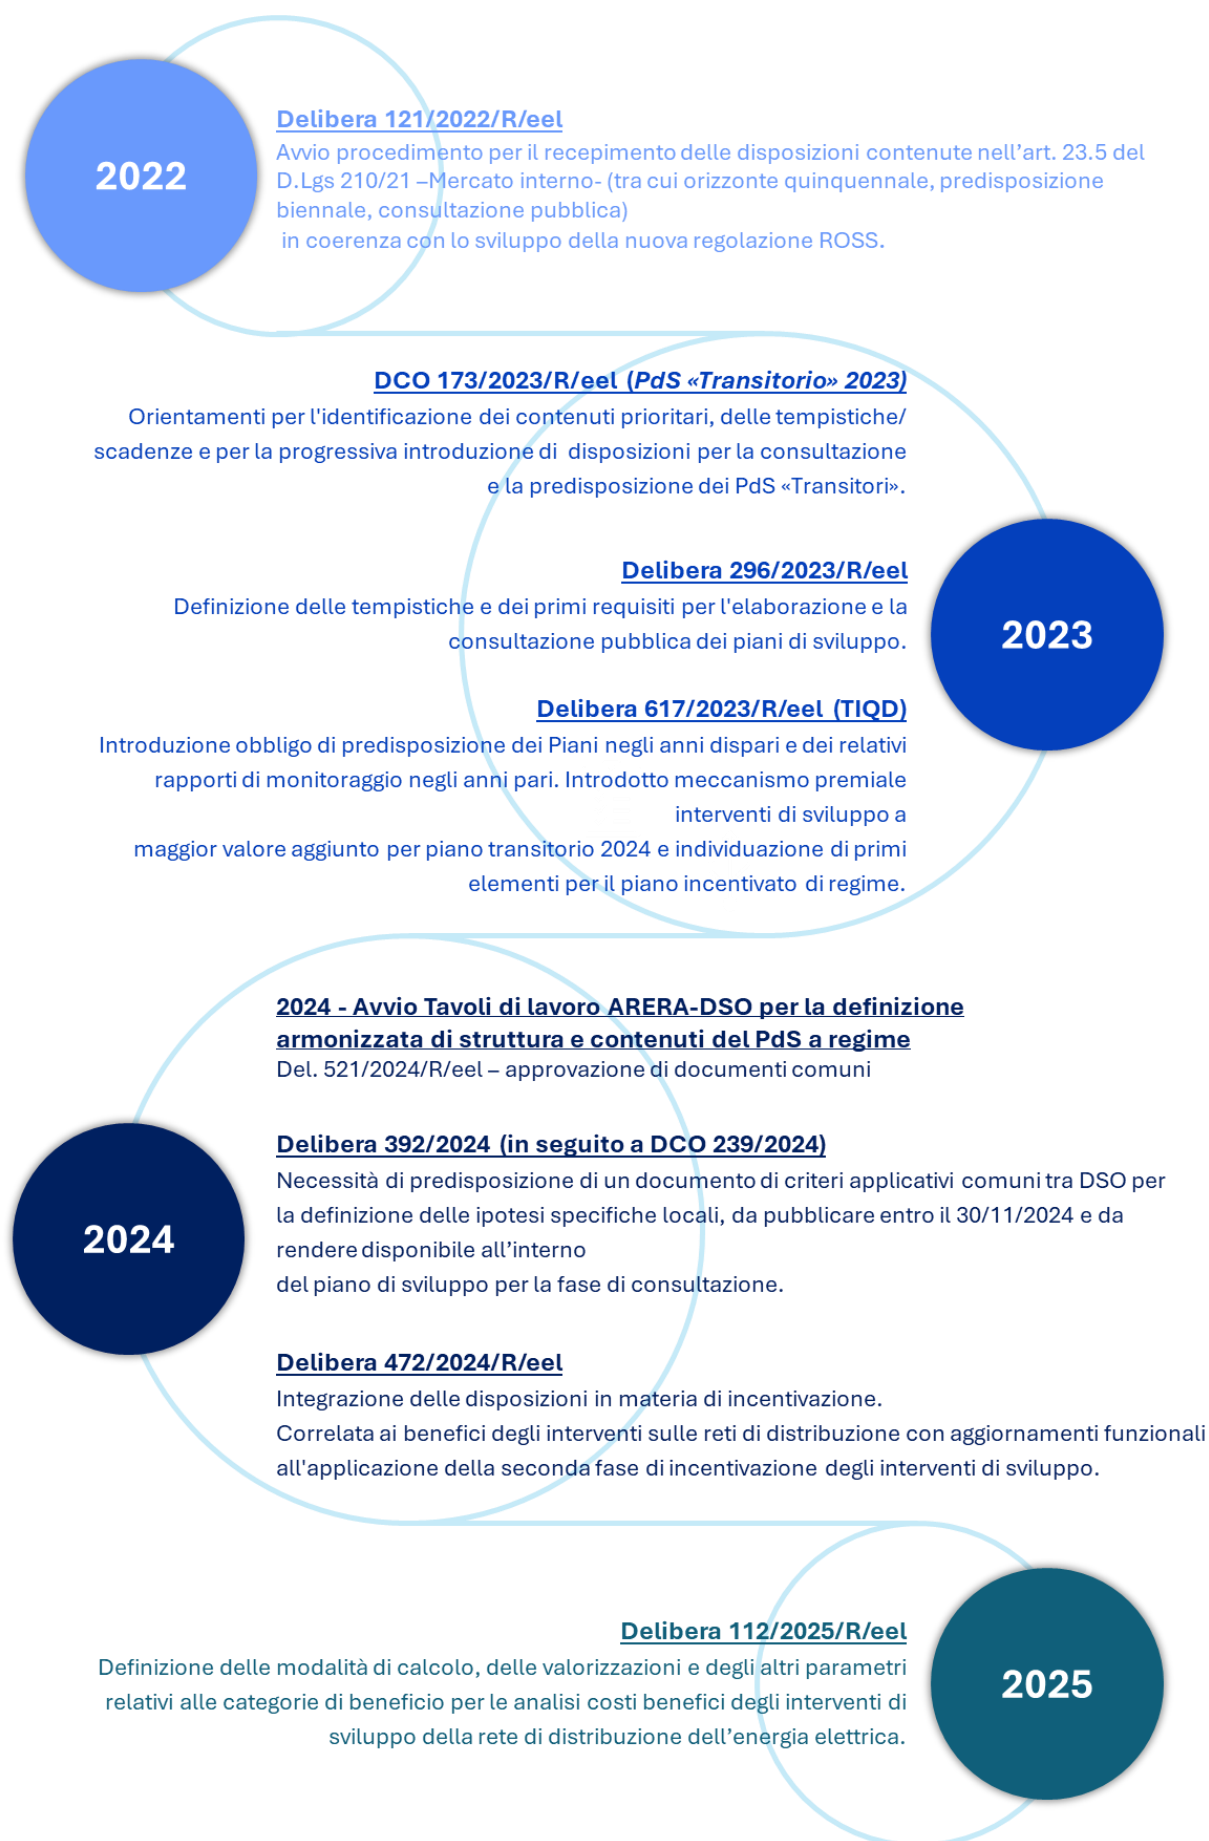 2022
Delibera 121/2022/R/eel
Avvio procedimento per il recepimento delle disposizioni contenute nell’art. 23.5 del
D.Lgs 210/21 –Mercato interno- (tra cui orizzonte quinquennale, predisposizione
biennale, consultazione pubblica)
in coerenza con lo sviluppo della nuova regolazione ROSS.
DCO 173/2023/R/eel (PdS «Transitorio» 2023)
Orientamenti per l'identificazione dei contenuti prioritari, delle tempistiche/
scadenze e per la progressiva introduzione di disposizioni per la consultazione
e la predisposizione dei PdS «Transitori».
Delibera 296/2023/R/eel
Definizione delle tempistiche e dei primi requisiti per l'elaborazione e la
consultazione pubblica dei piani di sviluppo.
2023
Delibera 617/2023/R/eel (TIQD)
Introduzione obbligo di predisposizione dei Piani negli anni dispari e dei relativi
rapporti di monitoraggio negli anni pari. Introdotto meccanismo premiale
interventi di sviluppo a
maggior valore aggiunto per piano transitorio 2024 e individuazione di primi
elementi per il piano incentivato di regime.
2024 - Avvio Tavoli di lavoro ARERA-DSO per la definizione
armonizzata di struttura e contenuti del PdS a regime
Del. 521/2024/R/eel – approvazione di documenti comuni
Delibera 392/2024 (in seguito a DCO 239/2024)
Necessità di predisposizione di un documento di criteri applicativi comuni tra DSO per
la definizione delle ipotesi specifiche locali, da pubblicare entro il 30/11/2024 e da
rendere disponibile all’interno
del piano di sviluppo per la fase di consultazione.
2024
Delibera 472/2024/R/eel
Integrazione delle disposizioni in materia di incentivazione.
Correlata ai benefici degli interventi sulle reti di distribuzione con aggiornamenti funzionali
all'applicazione della seconda fase di incentivazione degli interventi di sviluppo.
Delibera 112/2025/R/eel
Definizione delle modalità di calcolo, delle valorizzazioni e degli altri parametri
relativi alle categorie di beneficio per le analisi costi benefici degli interventi di
sviluppo della rete di distribuzione dell’energia elettrica.
2025